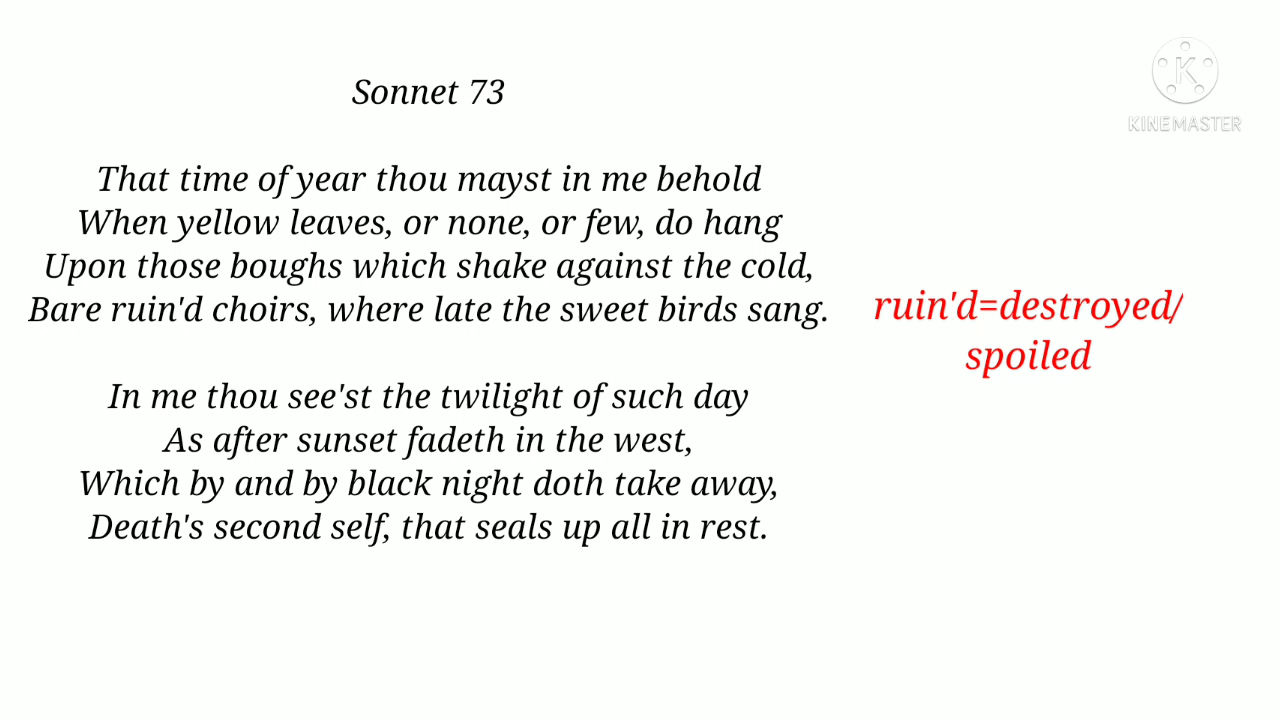 Sonnet 73
That time of year thou mayst in me behold
When yellow leaves, or none, or few, do hang
Upon those boughs which shake against the cold,
Bare ruin'd choirs, where late the sweet birds sang.
In me thou see'st the twilight of such day
As after sunset fadeth in the west,
Which by and by black night doth take away,
Death's second self, that seals up all in rest.
ruin'd=destroyed/
spoiled
K
KINEMASTER